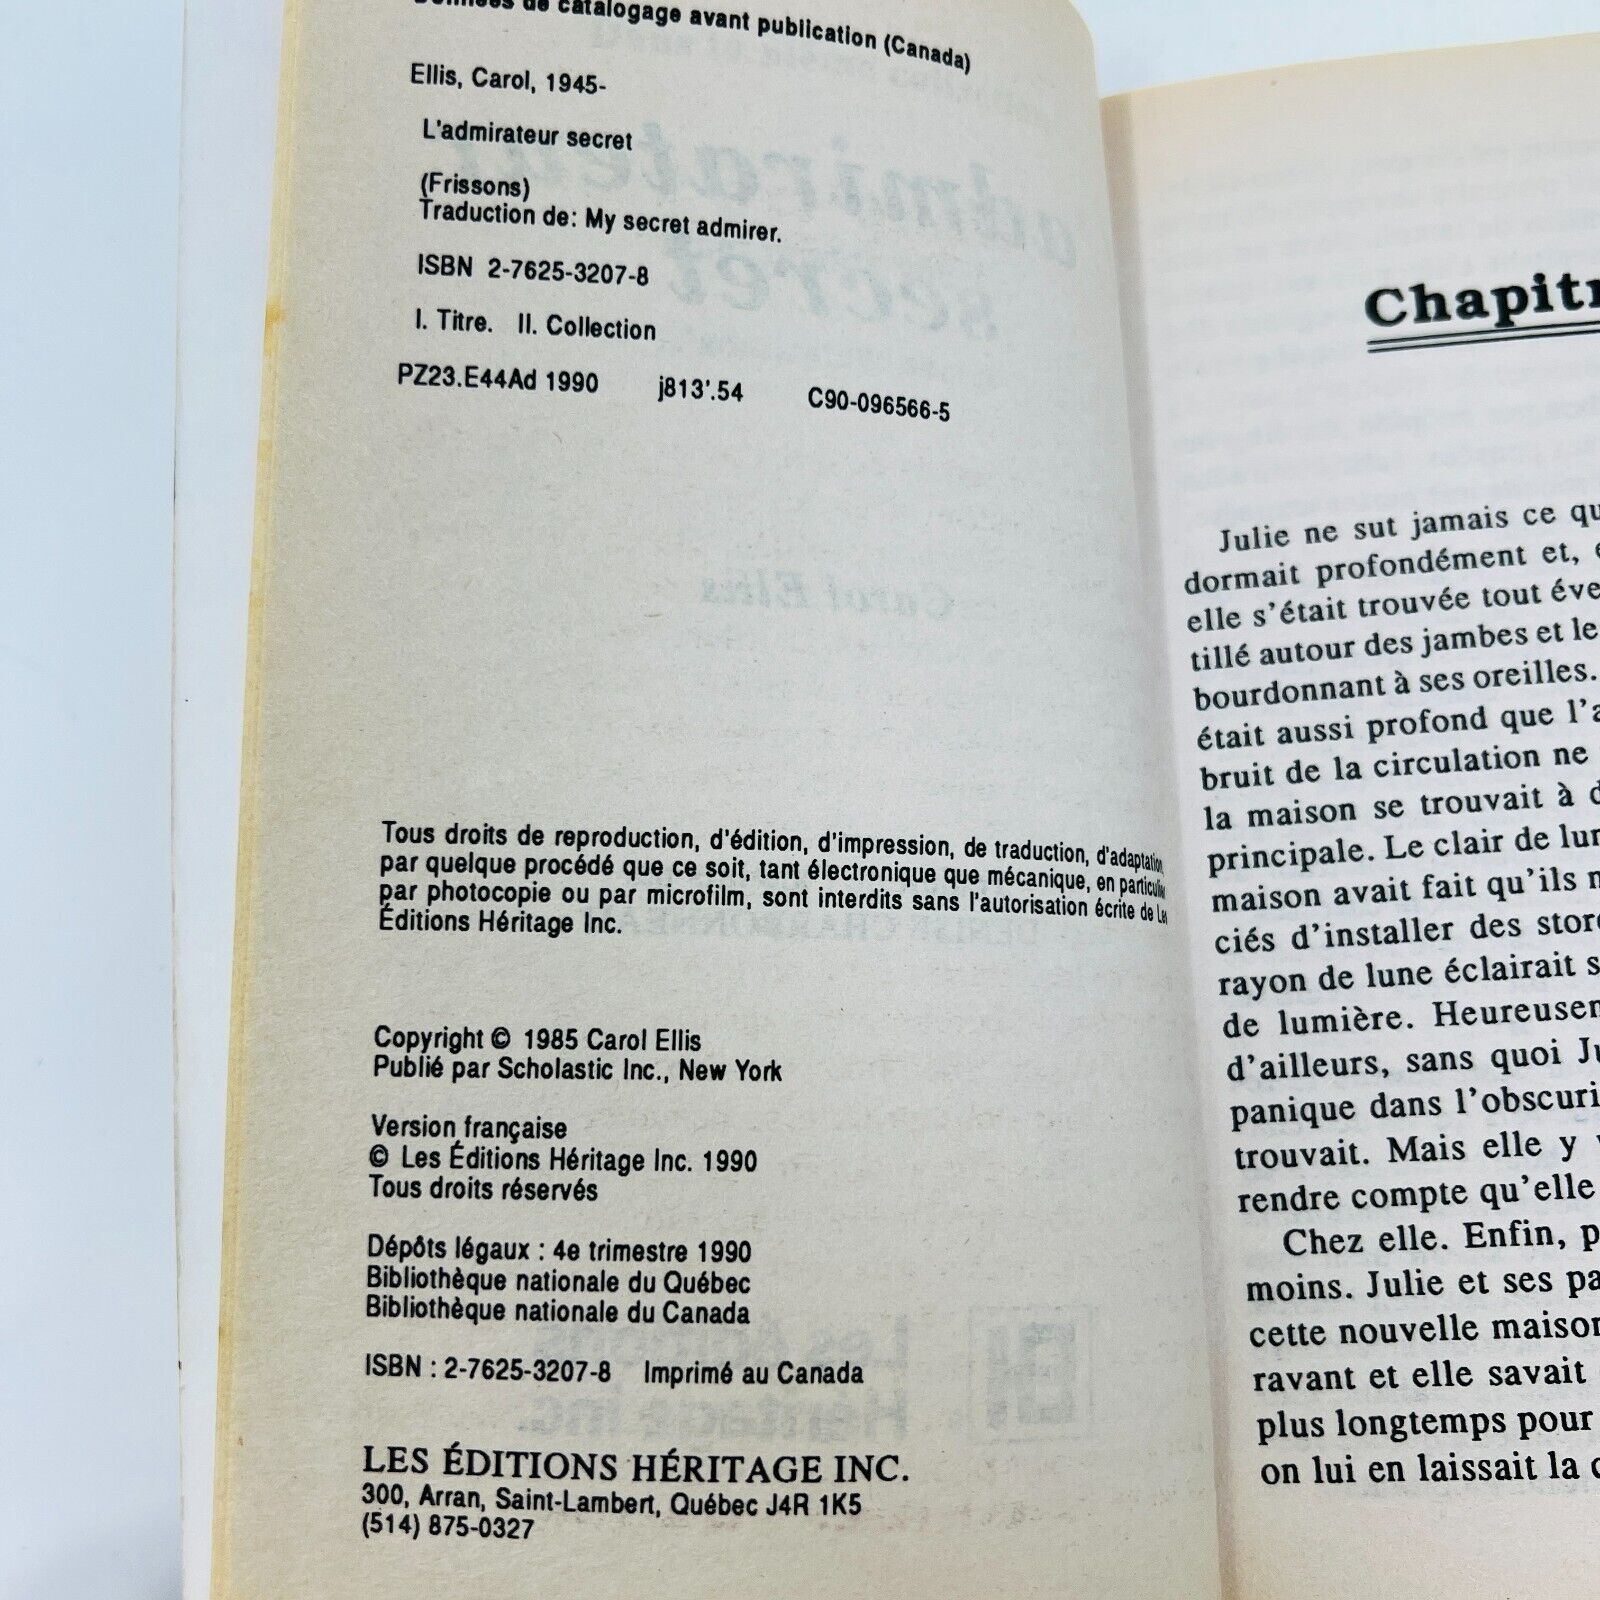 Données de catalogage avant publication (Canada)
Ellis, Carol, 1945-
L'admirateur secret
(Frissons)
Traduction de: My secret admirer.
ISBN 2-7625-3207-8
I. Titre. II. Collection
PZ23.E44Ad 1990 j813'.54 C90-096566-5
Tous droits de reproduction, d'édition, d'impression, de traduction, d'adaptation,
par quelque procédé que ce soit, tant électronique que mécanique, en particulier
par photocopie ou par microfilm, sont interdits sans l'autorisation écrite de Les
Éditions Héritage Inc.
Copyright © 1985 Carol Ellis
Publié par Scholastic Inc., New York
Version française
© Les Éditions Héritage Inc. 1990
Tous droits réservés
Dépôts légaux : 4e trimestre 1990
Bibliothèque nationale du Québec
Bibliothèque nationale du Canada
ISBN : 2-7625-3207-8 Imprimé au Canada
LES ÉDITIONS HÉRITAGE INC.
300, Arran, Saint-Lambert, Québec J4R 1K5
(514) 875-0327
Chapitr
Julie ne sut jamais ce qu
dormait profondément et,
elle s'était trouvée tout éve
tillé autour des jambes et le
bourdonnant à ses oreilles.
était aussi profond que l'a
bruit de la circulation ne
la maison se trouvait à d
principale. Le clair de lun
maison avait fait qu'ils n
ciés d'installer des store
rayon de lune éclairait s
de lumière. Heureusem
d'ailleurs, sans quoi Ju
panique dans l'obscuri
trouvait. Mais elle y v
rendre compte qu'elle
Chez elle. Enfin, p
moins. Julie et ses pa
cette nouvelle maison
ravant et elle savait
plus longtemps pour
on lui en laissait la c